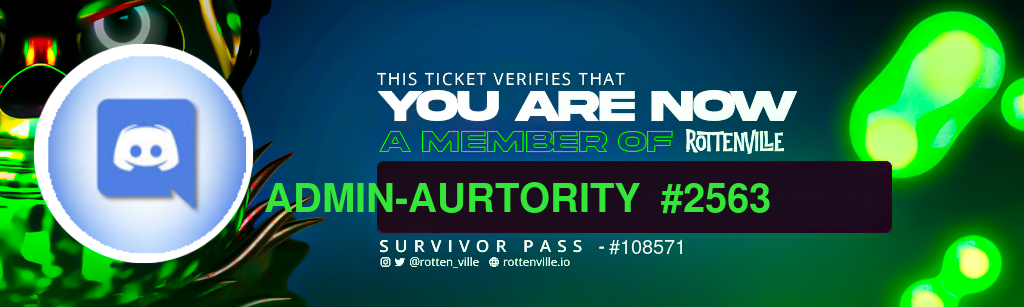 THIS TICKET VERIFIES THAT
YOU ARE NOW
A MEMBER OF ROTTENVILLE
ADMIN-AURTORITY #2563
SURVIVOR PASS - #108571
@rotten_ville rottenville.io